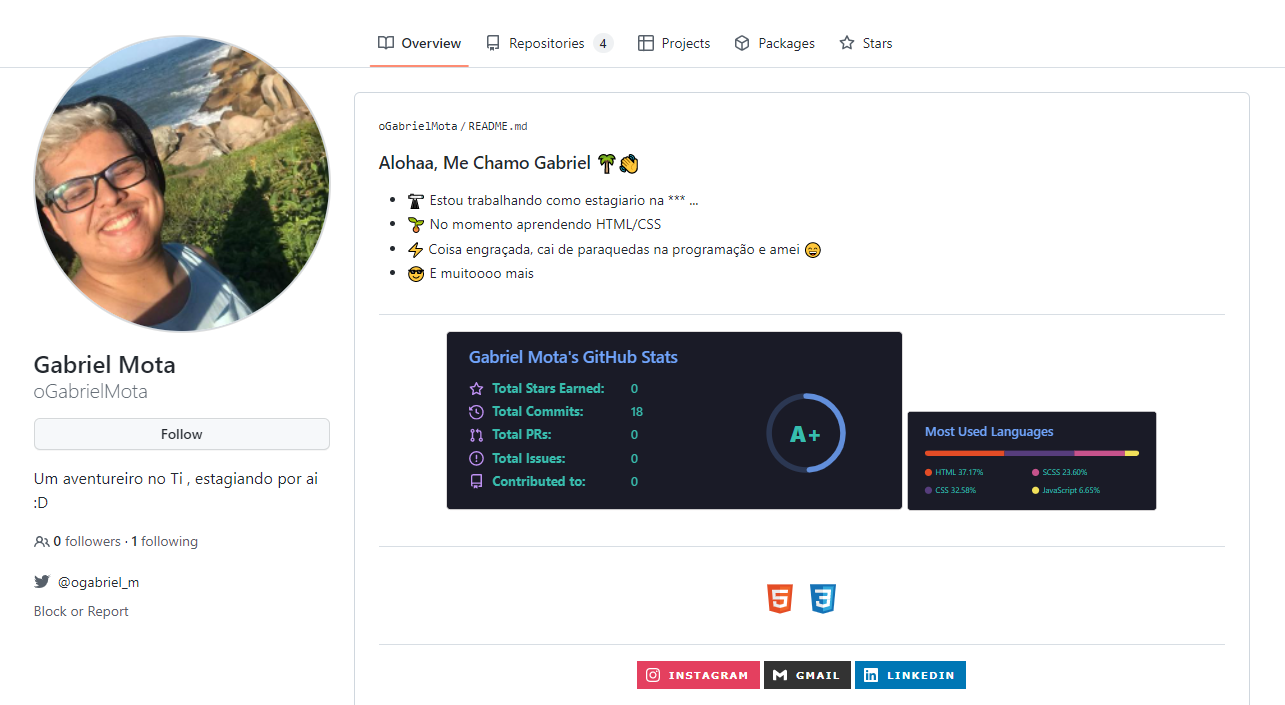 Overview
Repositories 4
Projects
Packages
Stars
Gabriel Mota
oGabrielMota
Follow
Um aventureiro no Ti , estagiando por ai
:D
0 followers · 1 following
@ogabriel_m
Block or Report
oGabrielMota / README.md
Alohaa, Me Chamo Gabriel 🌴👋
🔭 Estou trabalhando como estagiario na *** ...
🌱 No momento aprendendo HTML/CSS
⚡ Coisa engraçada, cai de paraquedas na programação e amei 😄
😎 E muitoooo mais
Gabriel Mota's GitHub Stats
Total Stars Earned: 0
Total Commits: 18
Total PRs: 0
Total Issues: 0
Contributed to: 0
A+
Most Used Languages
HTML 37.17%
SCSS 23.60%
CSS 32.58%
JavaScript 6.65%
5
3
INSTAGRAM
GMAIL
LINKEDIN